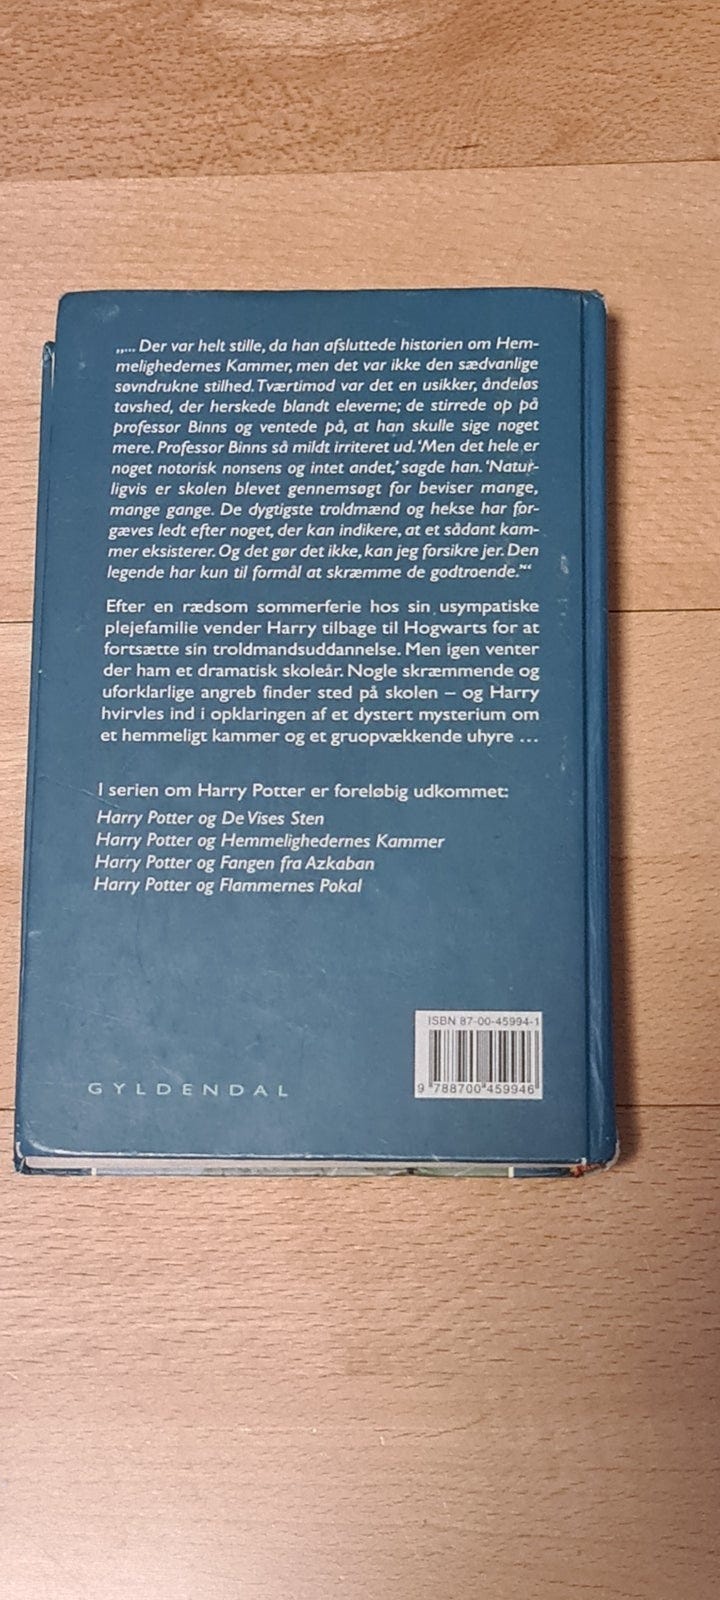 „... Der var helt stille, da han afsluttede historien om Hem-
melighedernes Kammer, men det var ikke den sædvanlige
søvndrukne stilhed. Tværtimod var det en usikker, åndeløs
tavshed, der herskede blandt eleverne; de stirrede op på
professor Binns og ventede på, at han skulle sige noget
mere. Professor Binns så mildt irriteret ud. ‘Men det hele er
noget notorisk nonsens og intet andet,’ sagde han. ‘Natur-
ligvis er skolen blevet gennemsøgt for beviser mange,
mange gange. De dygtigste troldmænd og hekse har for-
gæves ledt efter noget, der kan indikere, at et sådant kam-
mer eksisterer. Og det gør det ikke, kan jeg forsikre jer. Den
legende har kun til formål at skræmme de godtroende.’“
Efter en rædsom sommerferie hos sin usympatiske
plejefamilie vender Harry tilbage til Hogwarts for at
fortsætte sin troldmandsuddannelse. Men igen venter
der ham et dramatisk skoleår. Nogle skræmmende og
uforklarlige angreb finder sted på skolen – og Harry
hvirvles ind i opklaringen af et dystert mysterium om
et hemmeligt kammer og et gruopvækkende uhyre ...
I serien om Harry Potter er foreløbig udkommet:
Harry Potter og De Vises Sten
Harry Potter og Hemmelighedernes Kammer
Harry Potter og Fangen fra Azkaban
Harry Potter og Flammernes Pokal
ISBN 87-00-45994-1
9 788700 459946
GYLDENDAL